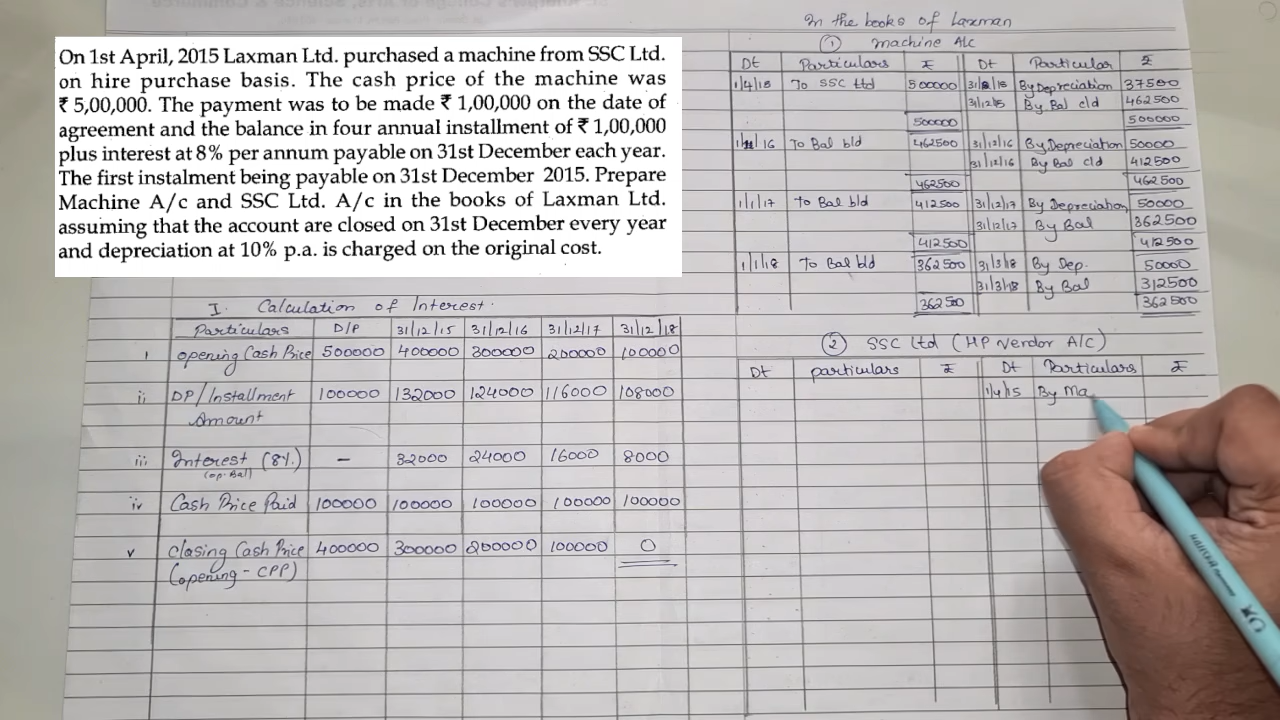 On 1st April, 2015 Laxman Ltd. purchased a machine from SSC Ltd.
on hire purchase basis. The cash price of the machine was
₹ 5,00,000. The payment was to be made ₹ 1,00,000 on the date of
agreement and the balance in four annual installment of ₹ 1,00,000
plus interest at 8% per annum payable on 31st December each year.
The first instalment being payable on 31st December 2015. Prepare
Machine A/c and SSC Ltd. A/c in the books of Laxman Ltd.
assuming that the account are closed on 31st December every year
and depreciation at 10% p.a. is charged on the original cost.
I. Calculation of Interest.
Particulars D/P 31/12/15 31/12/16 31/12/17 31/12/18
i opening Cash Price 500000 400000 300000 200000 100000
ii DP/Installment 100000 132000 124000 116000 108000
Amount
iii Interest (8%) - 32000 24000 16000 8000
(op. Bal)
iv Cash Price Paid 100000 100000 100000 100000 100000
v Closing Cash Price 400000 300000 200000 100000 0
(opening - CPP)
In the books of Laxman
1 Machine A/c
Dt Particulars ₹ Dt Particular ₹
To SSC Ltd 500000 By Depreciation 37500
31/12/15 By Bal c/d 462500
500000 500000
To Bal b/d 462500 31/12/16 By Depreciation 50000
31/12/16 By Bal c/d 412500
462500 462500
1/1/17 To Bal b/d 412500 31/12/17 By Depreciation 50000
31/12/17 By Bal 362500
412500 412500
1/1/18 To Bal b/d 362500 31/3/18 By Dep. 50000
31/3/18 By Bal 312500
362500 362500
2 SSC Ltd (HP Vendor A/C)
Dt particulars ₹ Dt Particulars ₹
1/4/15 By Ma